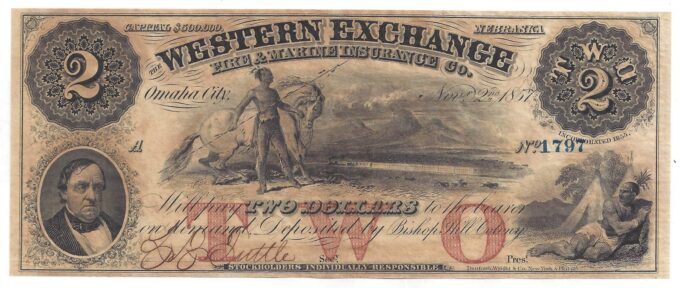 CAPITAL $500,000. NEBRASKA
THE WESTERN EXCHANGE
FIRE & MARINE INSURANCE CO.
2
TWO
2
Omaha City, Nov. 2nd 1857.
INCORPORATED 1855.
A No 1797
Will pay TWO DOLLARS to the bearer
on demand, Deposited by Bishop Hill Colony
TWO
Sec. Pres.
STOCKHOLDERS INDIVIDUALLY RESPONSIBLE